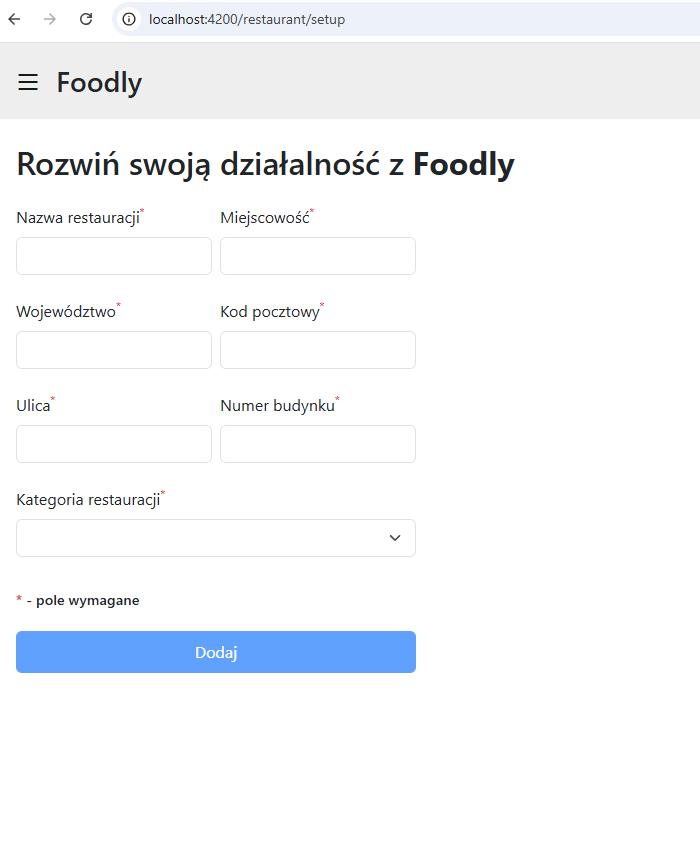 localhost:4200/restaurant/setup
Foodly
Rozwiń swoją działalność z Foodly
Nazwa restauracji* Miejscowość*
Województwo* Kod pocztowy*
Ulica* Numer budynku*
Kategoria restauracji*
* - pole wymagane
Dodaj